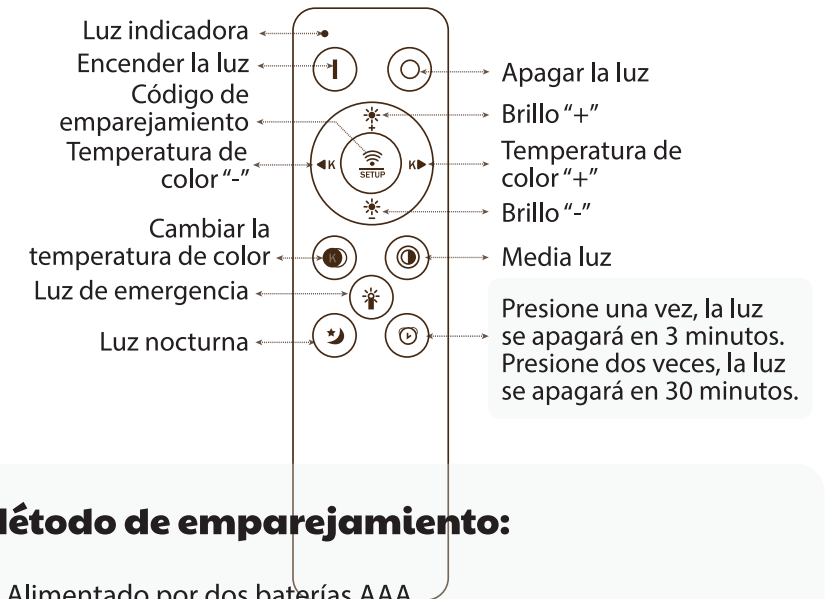 Luz indicadora
Encender la luz
Código de
emparejamiento
Temperatura de
color "-"
Cambiar la
temperatura de color
Luz de emergencia
Luz nocturna
+
K
K
SETUP
-
K
Apagar la luz
Brillo "+"
Temperatura de
color "+"
Brillo "-"
Media luz
Presione una vez, la luz
se apagará en 3 minutos.
Presione dos veces, la luz
se apagará en 30 minutos.
étodo de emparejamiento:
Alimentado por dos baterías AAA